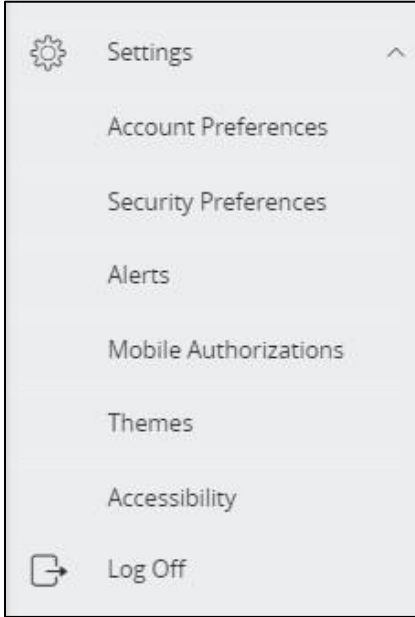 Settings
Account Preferences
Security Preferences
Alerts
Mobile Authorizations
Themes
Accessibility
Log Off